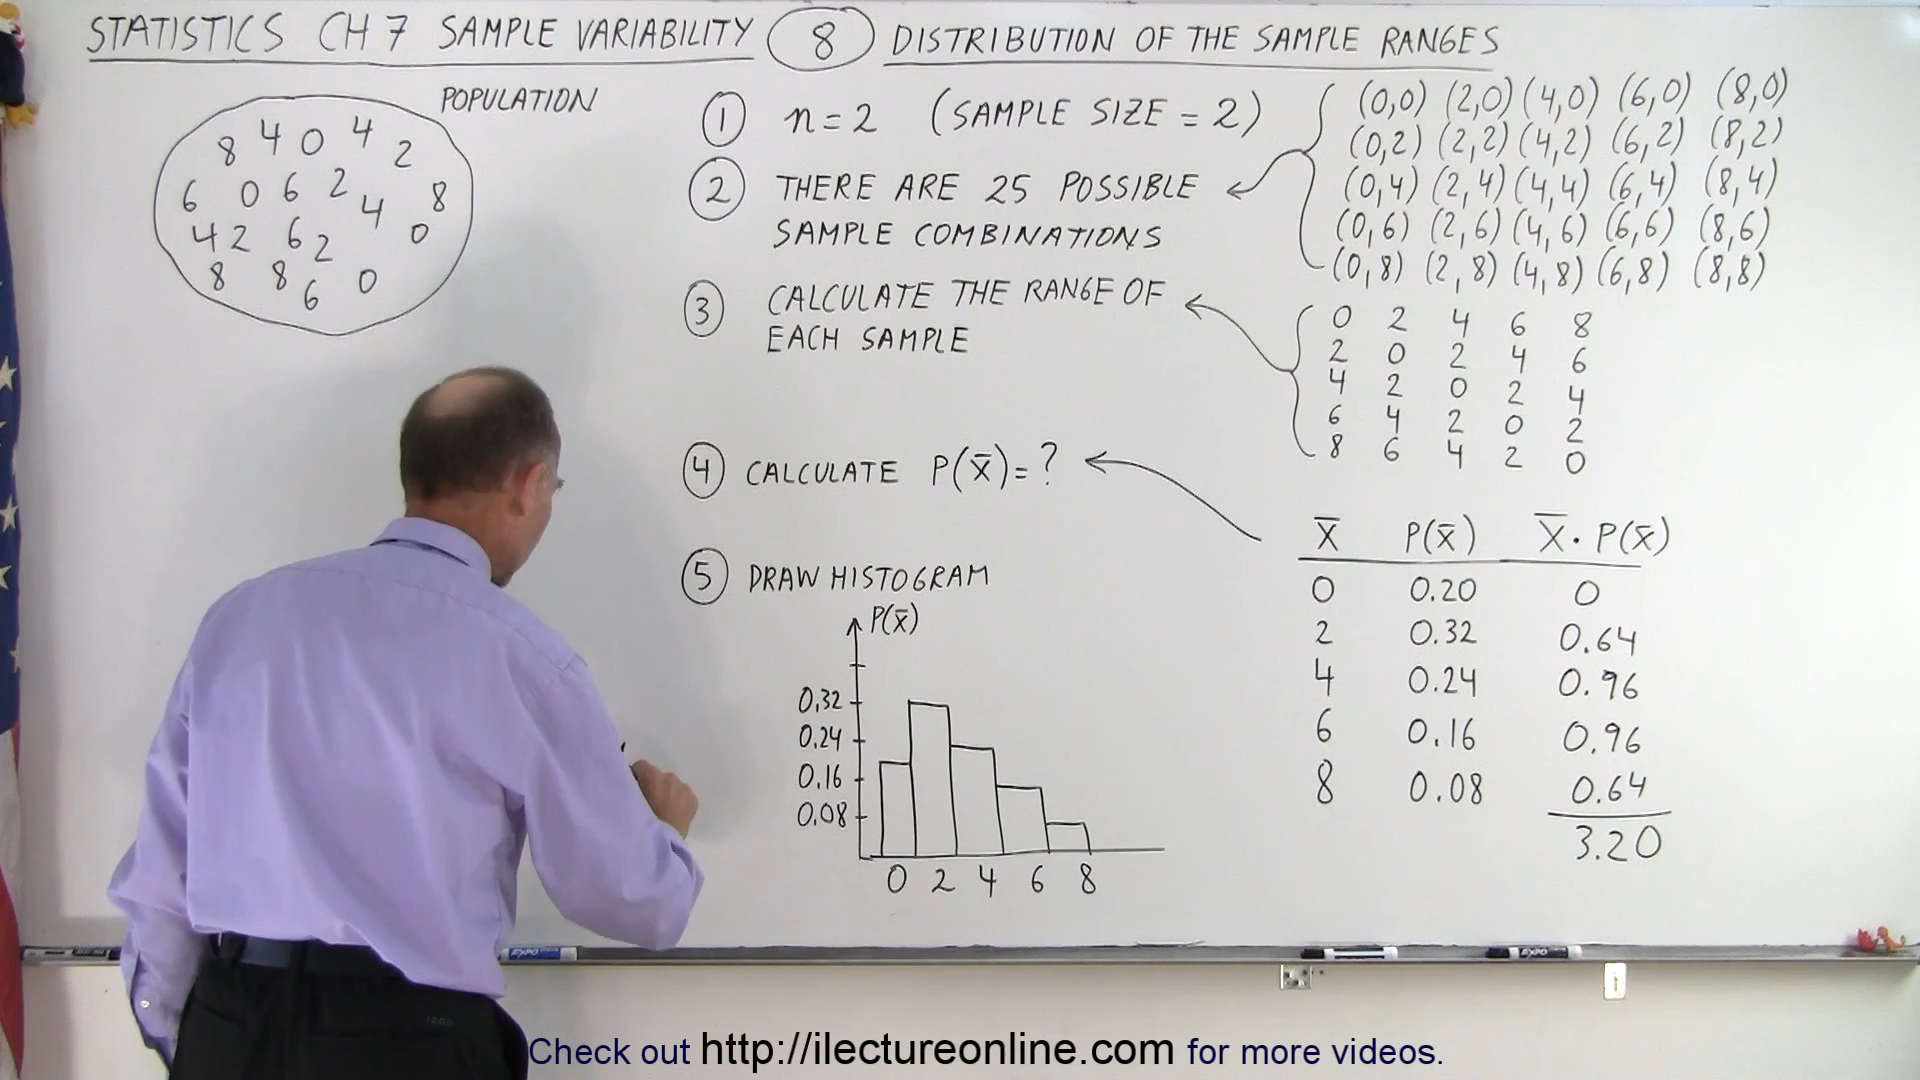 STATISTICS CH 7 SAMPLE VARIABILITY 8 DISTRIBUTION OF THE SAMPLE RANGES
POPULATION
8 4 0 4 2
6 0 6 2 4 8
4 2 6 2 0
8 8 6 0
① n=2 (SAMPLE SIZE = 2)
② THERE ARE 25 POSSIBLE
SAMPLE COMBINATIONS
③ CALCULATE THE RANGE OF
EACH SAMPLE
④ CALCULATE P(x̄)=?
⑤ DRAW HISTOGRAM
P(x̄)
0.32
0.24
0.16
0.08
0 2 4 6 8
(0,0) (2,0) (4,0) (6,0) (8,0)
(0,2) (2,2) (4,2) (6,2) (8,2)
(0,4) (2,4) (4,4) (6,4) (8,4)
(0,6) (2,6) (4,6) (6,6) (8,6)
(0,8) (2,8) (4,8) (6,8) (8,8)
0 2 4 6 8
2 0 2 4 6
4 2 0 2 4
6 4 2 0 2
8 6 4 2 0
X̄ P(x̄) X̄·P(x̄)
0 0.20 0
2 0.32 0.64
4 0.24 0.96
6 0.16 0.96
8 0.08 0.64
3.20
EXPO
EXPO
Check out http://ilectureonline.com for more videos.